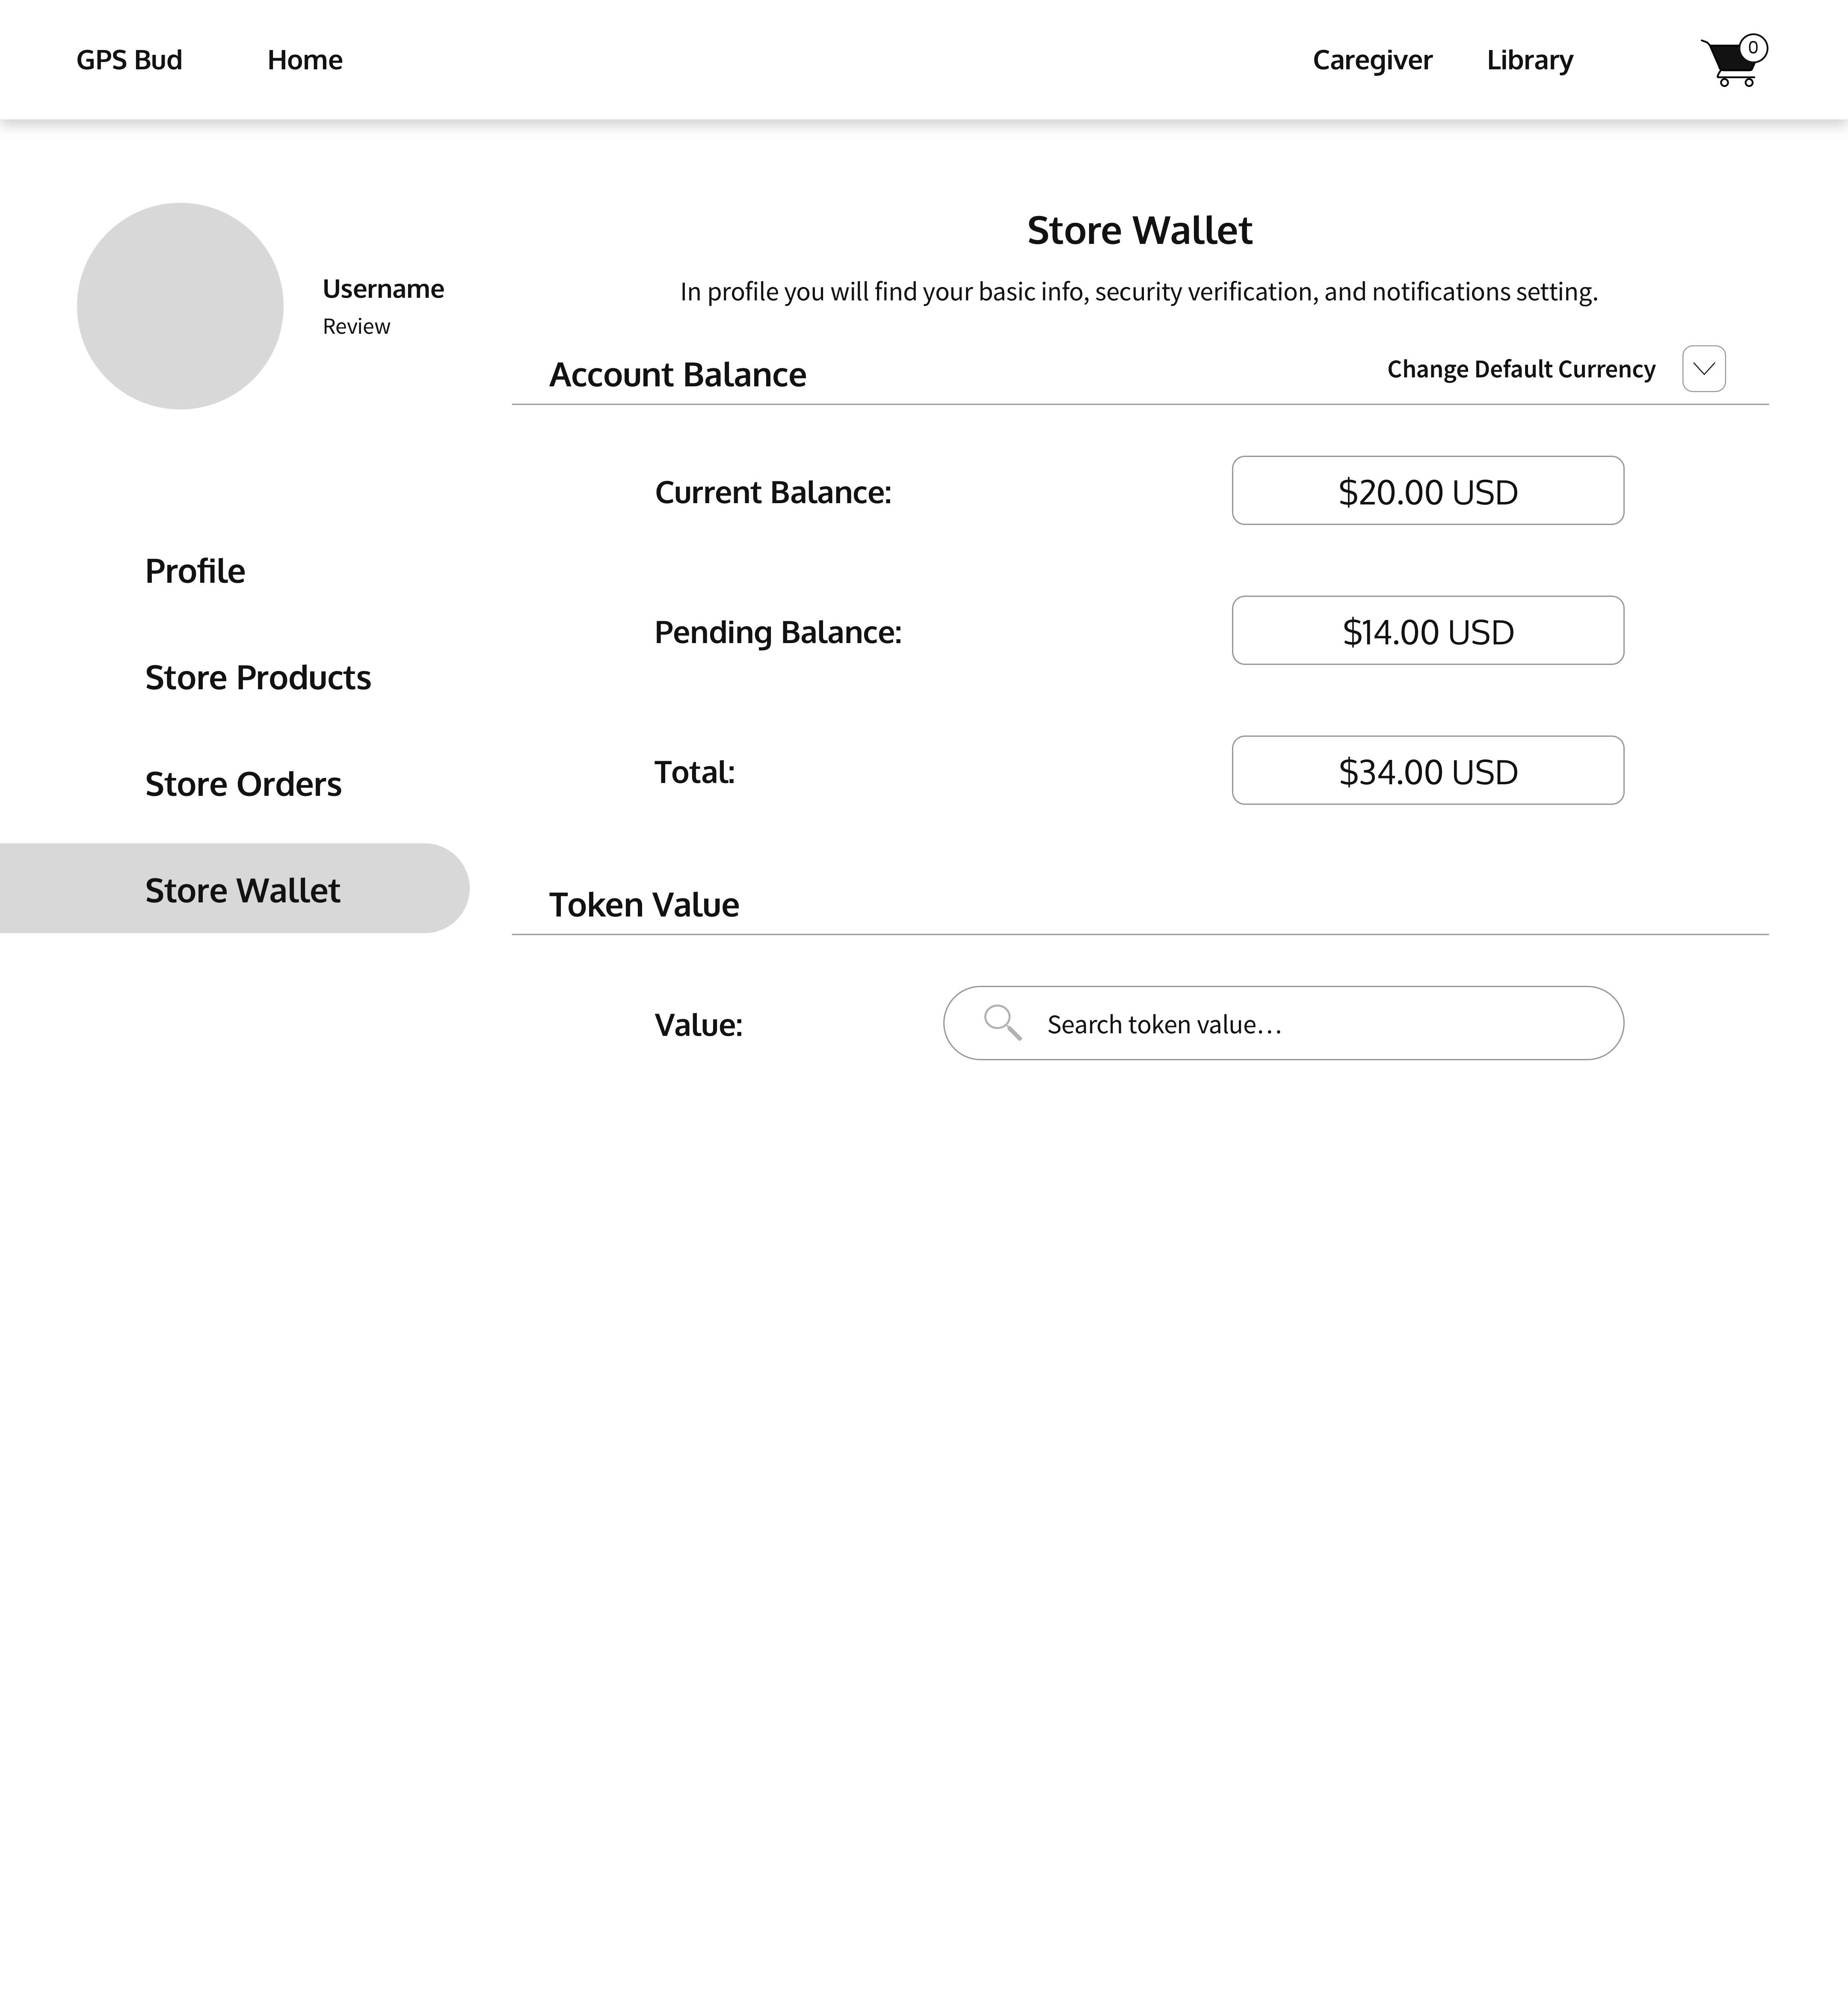 GPS Bud Home Caregiver Library 0
Username
Review
Profile
Store Products
Store Orders
Store Wallet
Store Wallet
In profile you will find your basic info, security verification, and notifications setting.
Account Balance Change Default Currency
Current Balance: $20.00 USD
Pending Balance: $14.00 USD
Total: $34.00 USD
Token Value
Value: Search token value...